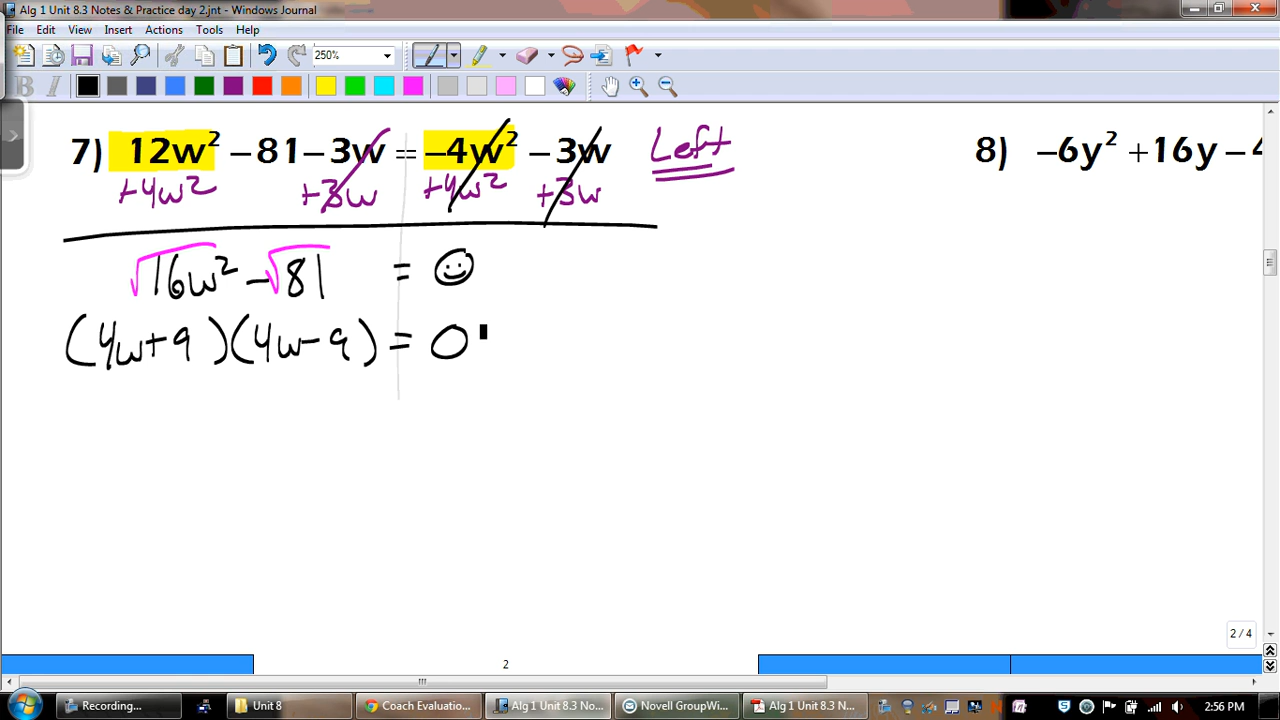 Alg 1 Unit 8.3 Notes & Practice day 2.jnt - Windows Journal
File Edit View Insert Actions Tools Help
250%
B I
7) 12w² − 81 − 3w = −4w² − 3w Left 8) −6y² + 16y − 4
+4w² +3w +4w² +3w
√16w² − √81 = ☺
(4w+9)(4w−9) = 0
2 / 4
2
Recording... Unit 8 Coach Evaluatio... Alg 1 Unit 8.3 No... Novell GroupWi... Alg 1 Unit 8.3 N... 2:56 PM